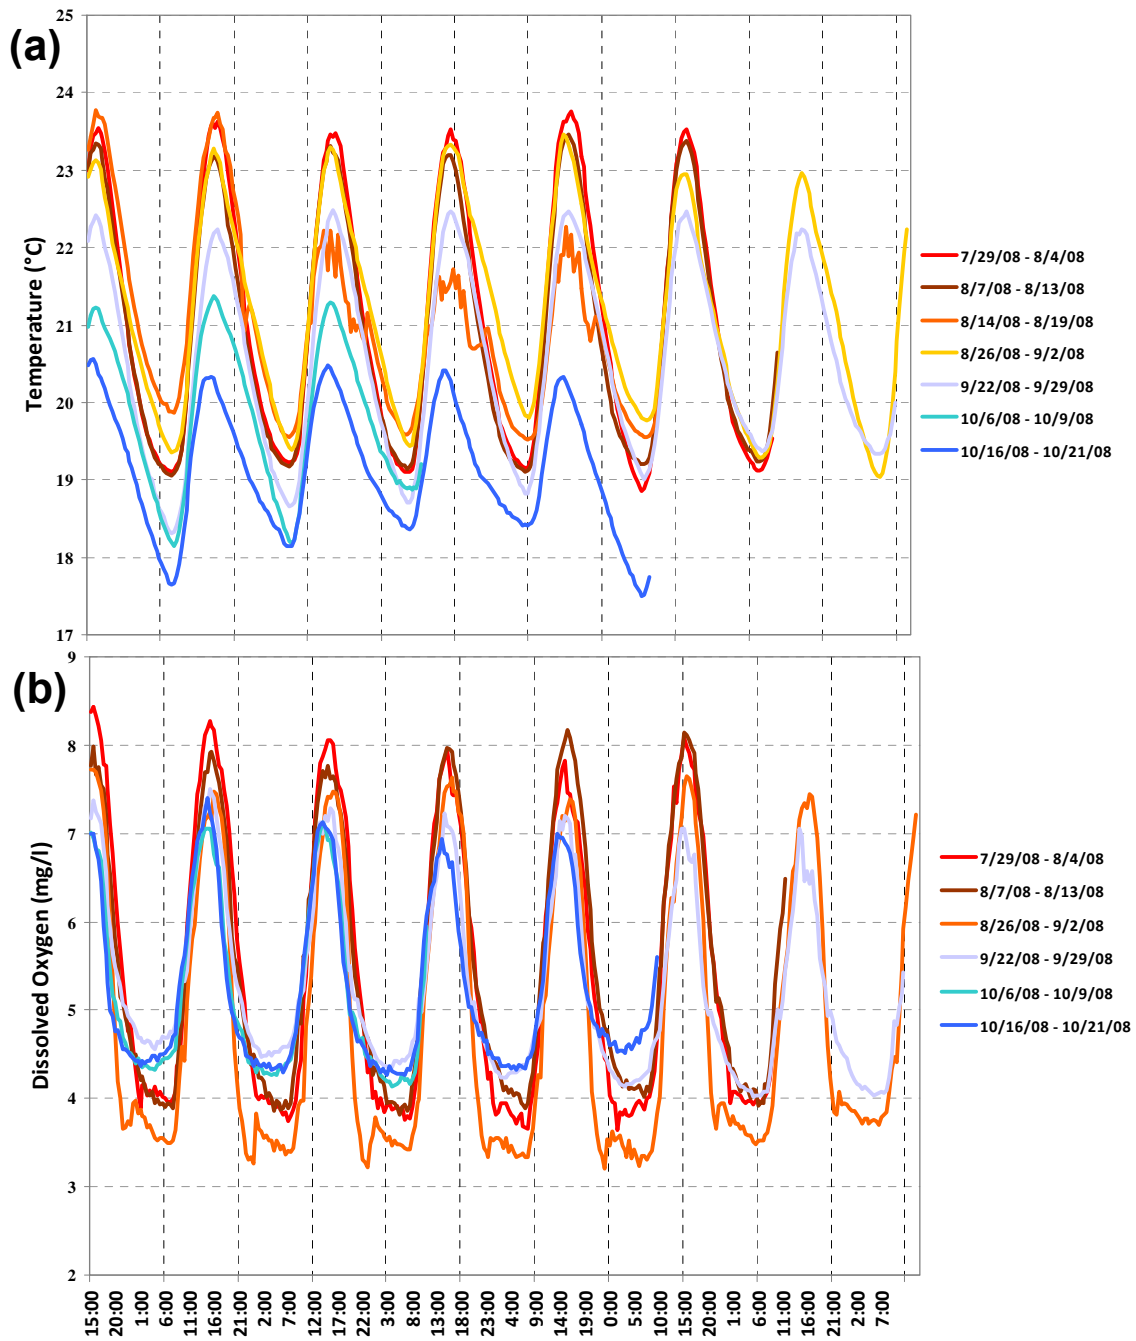 (a)
25
24
23
22
21
20
19
18
17
Temperature (°C)
7/29/08 - 8/4/08
8/7/08 - 8/13/08
8/14/08 - 8/19/08
8/26/08 - 9/2/08
9/22/08 - 9/29/08
10/6/08 - 10/9/08
10/16/08 - 10/21/08
(b)
9
8
7
6
5
4
3
2
Dissolved Oxygen (mg/l)
7/29/08 - 8/4/08
8/7/08 - 8/13/08
8/26/08 - 9/2/08
9/22/08 - 9/29/08
10/6/08 - 10/9/08
10/16/08 - 10/21/08
15:00
20:00
1:00
6:00
11:00
16:00
21:00
2:00
7:00
12:00
17:00
22:00
3:00
8:00
13:00
18:00
23:00
4:00
9:00
14:00
19:00
0:00
5:00
10:00
15:00
20:00
1:00
6:00
11:00
16:00
21:00
2:00
7:00